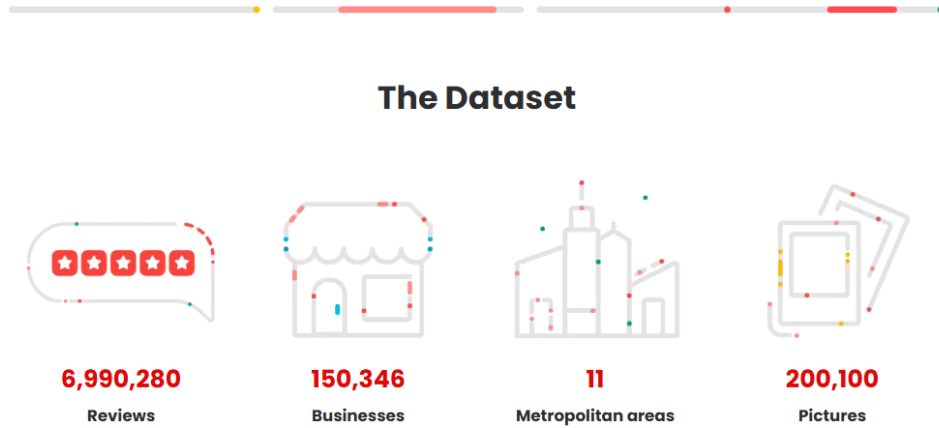 The Dataset
6,990,280
Reviews
150,346
Businesses
11
Metropolitan areas
200,100
Pictures